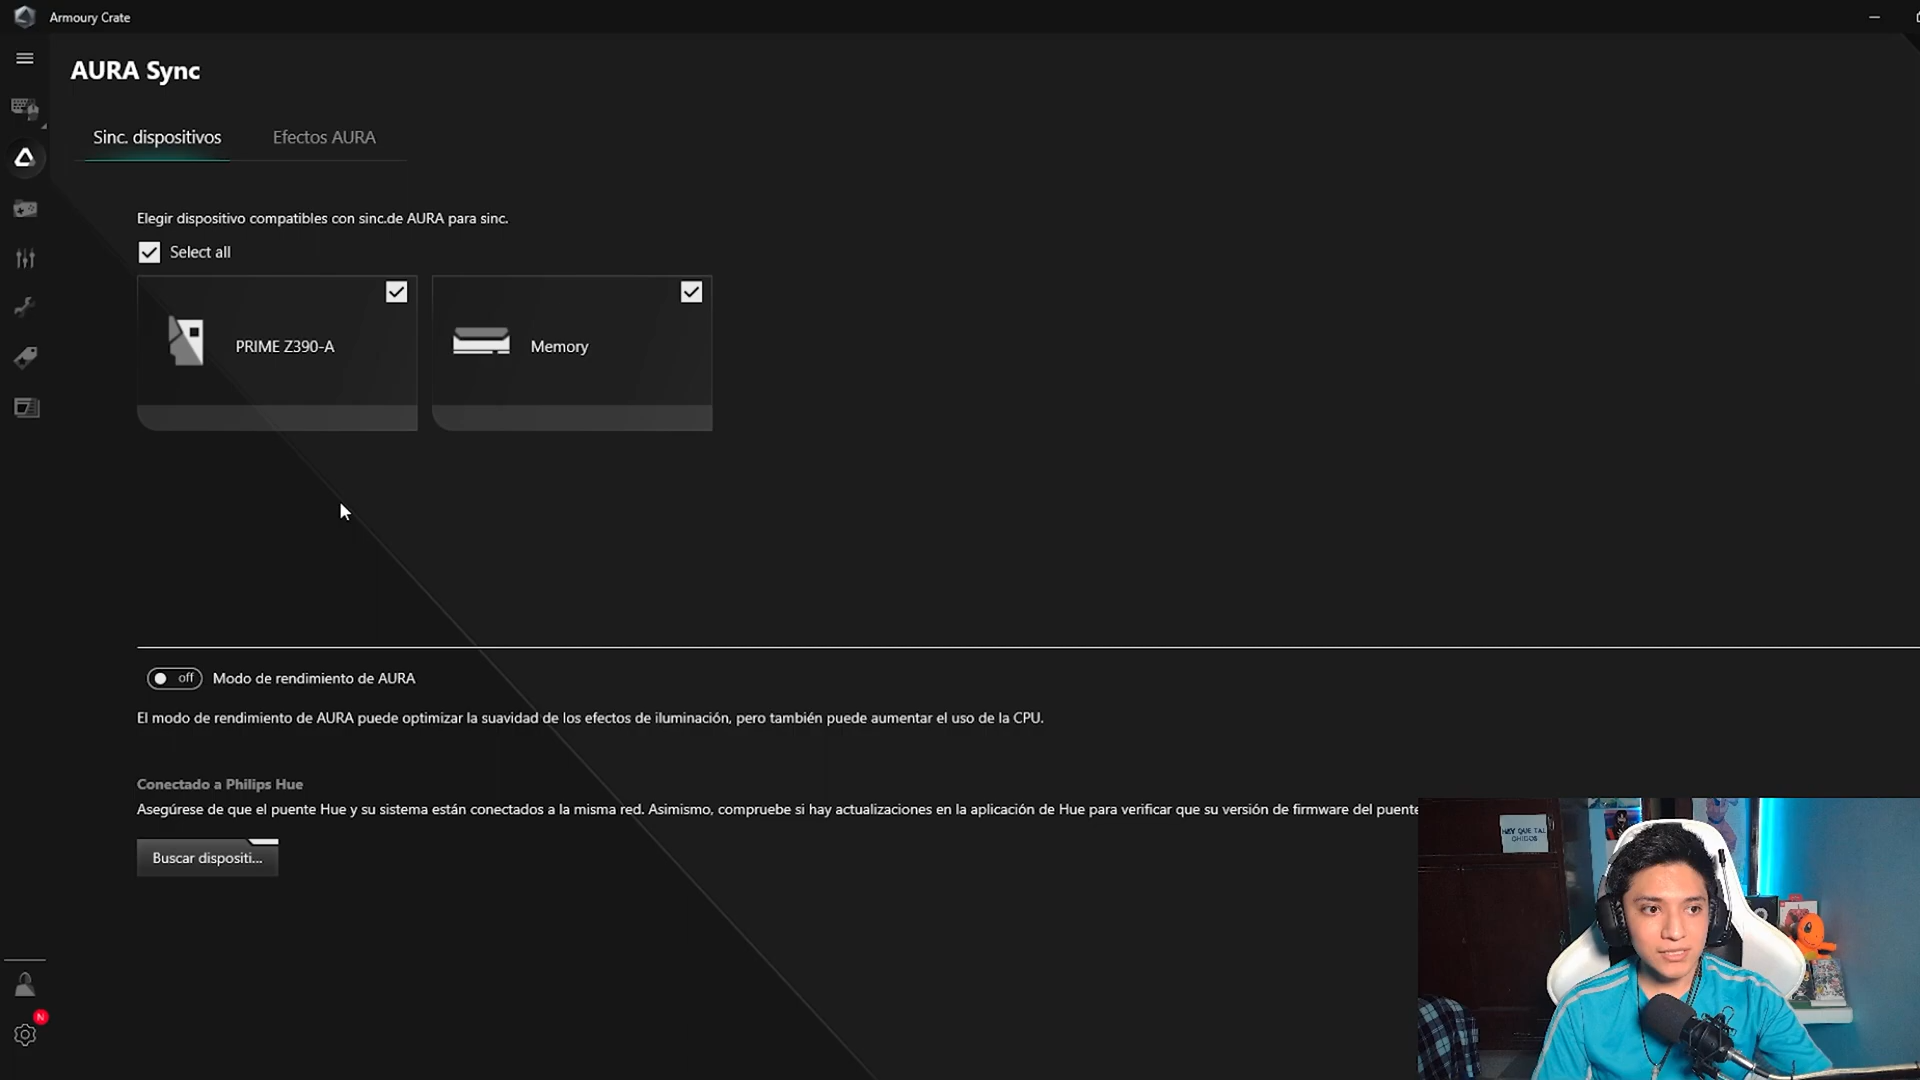 Armoury Crate
AURA Sync
Sinc. dispositivos
Efectos AURA
Elegir dispositivo compatibles con sinc.de AURA para sinc.
Select all
PRIME Z390-A
Memory
off
Modo de rendimiento de AURA
El modo de rendimiento de AURA puede optimizar la suavidad de los efectos de iluminación, pero también puede aumentar el uso de la CPU.
Conectado a Philips Hue
Asegúrese de que el puente Hue y su sistema están conectados a la misma red. Asimismo, compruebe si hay actualizaciones en la aplicación de Hue para verificar que su versión de firmware del puente
Buscar dispositi...
N
HEY QUE TAL
CHICOS